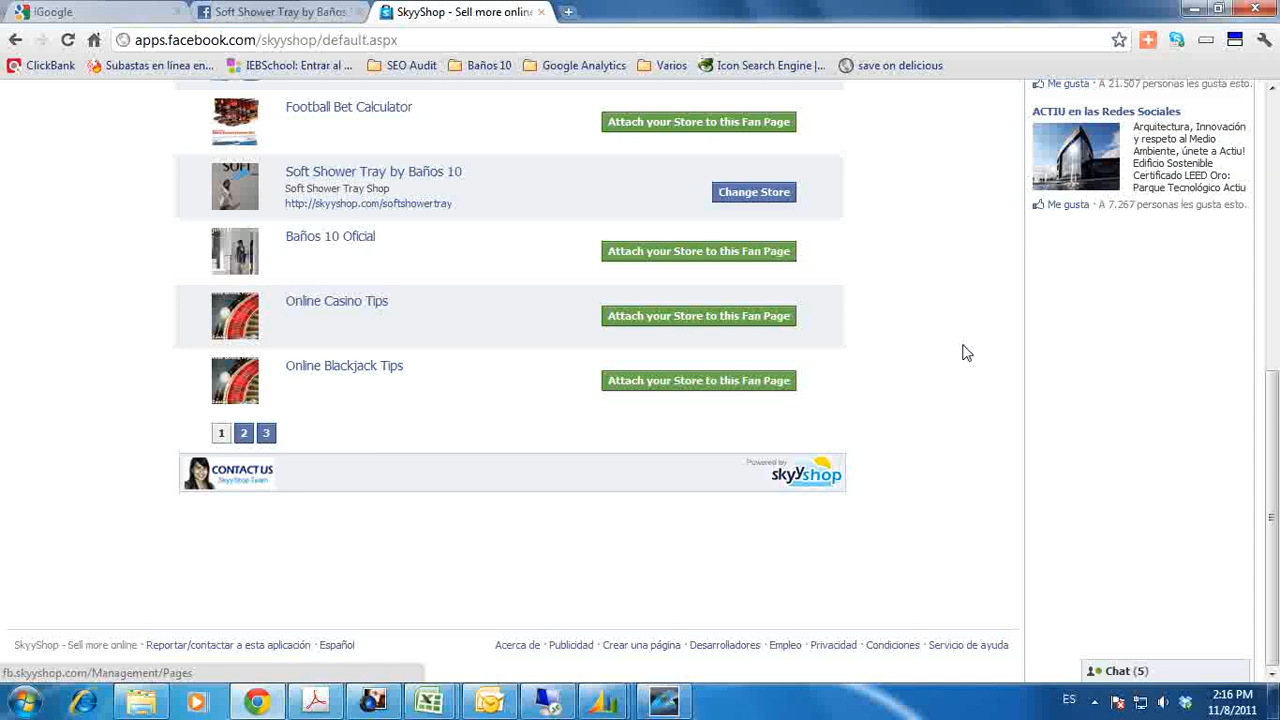 iGoogle
Soft Shower Tray by Baños
SkyyShop - Sell more onlin
apps.facebook.com/skyyshop/default.aspx
ClickBank
Subastas en línea en...
IEBSchool: Entrar al ...
SEO Audit
Baños 10
Google Analytics
Varios
Icon Search Engine |...
save on delicious
Me gusta · A 21.507 personas les gusta esto.
ACTIU en las Redes Sociales
Arquitectura, Innovación
y respeto al Medio
Ambiente, únete a Actiu!
Edificio Sostenible
Certificado LEED Oro:
Parque Tecnológico Actiu
Me gusta · A 7.267 personas les gusta esto.
Football Bet Calculator
Attach your Store to this Fan Page
SOFT
Soft Shower Tray by Baños 10
Soft Shower Tray Shop
http://skyyshop.com/softshowertray
Change Store
Baños 10 Oficial
Attach your Store to this Fan Page
Online Casino Tips
Attach your Store to this Fan Page
Online Blackjack Tips
Attach your Store to this Fan Page
1 2 3
CONTACT US
SkyyShop Team
Powered by
skyyshop
SkyyShop - Sell more online · Reportar/contactar a esta aplicación · Español
Acerca de · Publicidad · Crear una página · Desarrolladores · Empleo · Privacidad · Condiciones · Servicio de ayuda
fb.skyyshop.com/Management/Pages
Chat (5)
ES
2:16 PM
11/8/2011